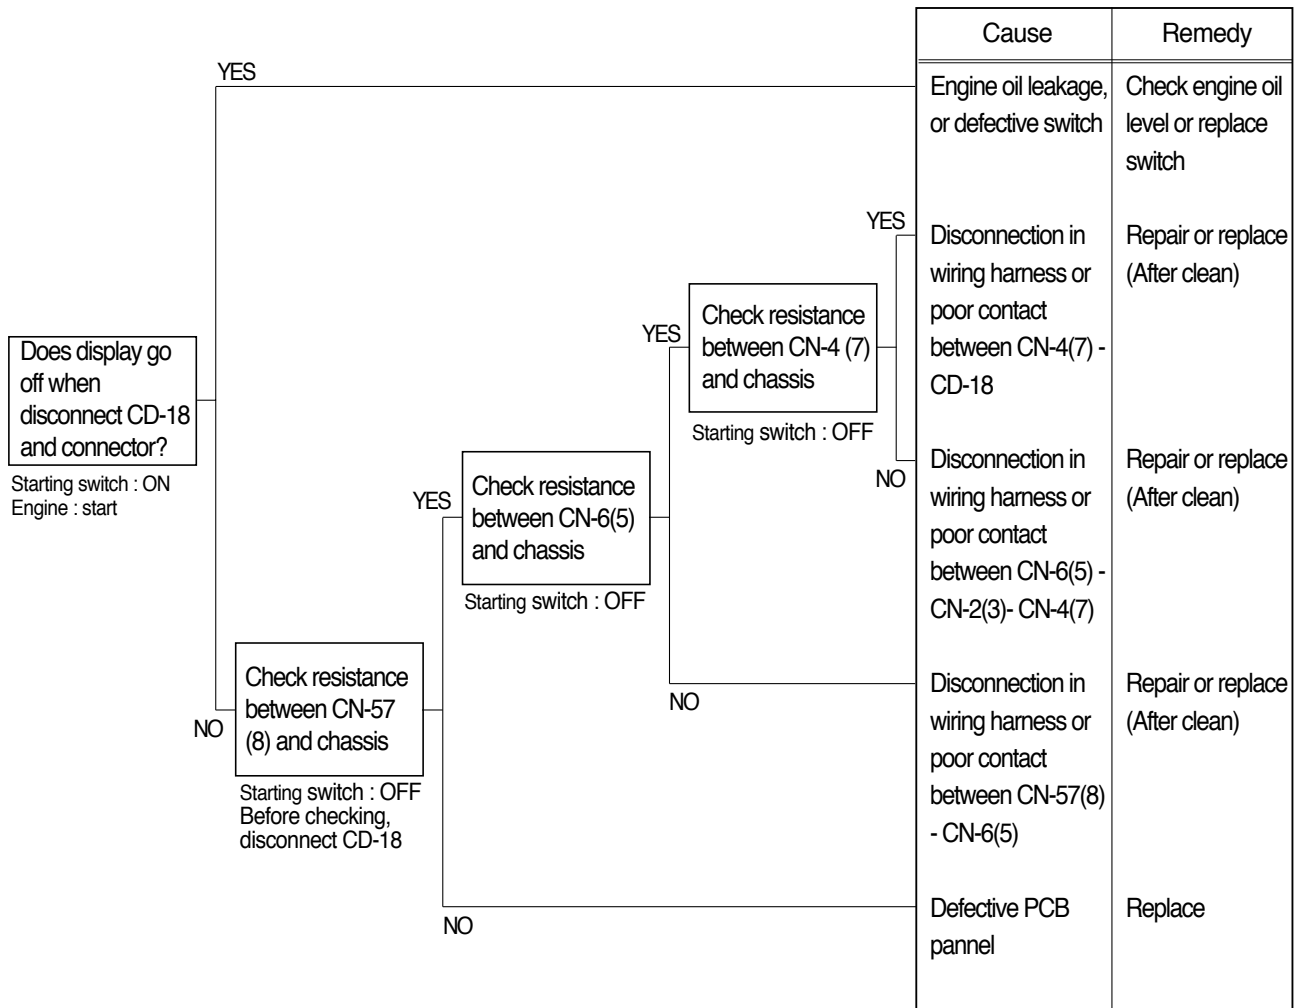 Cause
Remedy
YES
Engine oil leakage,
or defective switch
Check engine oil
level or replace
switch
YES
Disconnection in
wiring harness or
poor contact
between CN-4(7) -
CD-18
Repair or replace
(After clean)
Check resistance
between CN-4 (7)
and chassis
Starting switch : OFF
YES
NO
Does display go
off when
disconnect CD-18
and connector?
Starting switch : ON
Engine : start
Disconnection in
wiring harness or
poor contact
between CN-6(5) -
CN-2(3)- CN-4(7)
Repair or replace
(After clean)
YES
Check resistance
between CN-6(5)
and chassis
Starting switch : OFF
NO
Disconnection in
wiring harness or
poor contact
between CN-57(8)
- CN-6(5)
Repair or replace
(After clean)
NO
Check resistance
between CN-57
(8) and chassis
Starting switch : OFF
Before checking,
disconnect CD-18
NO
Defective PCB
pannel
Replace